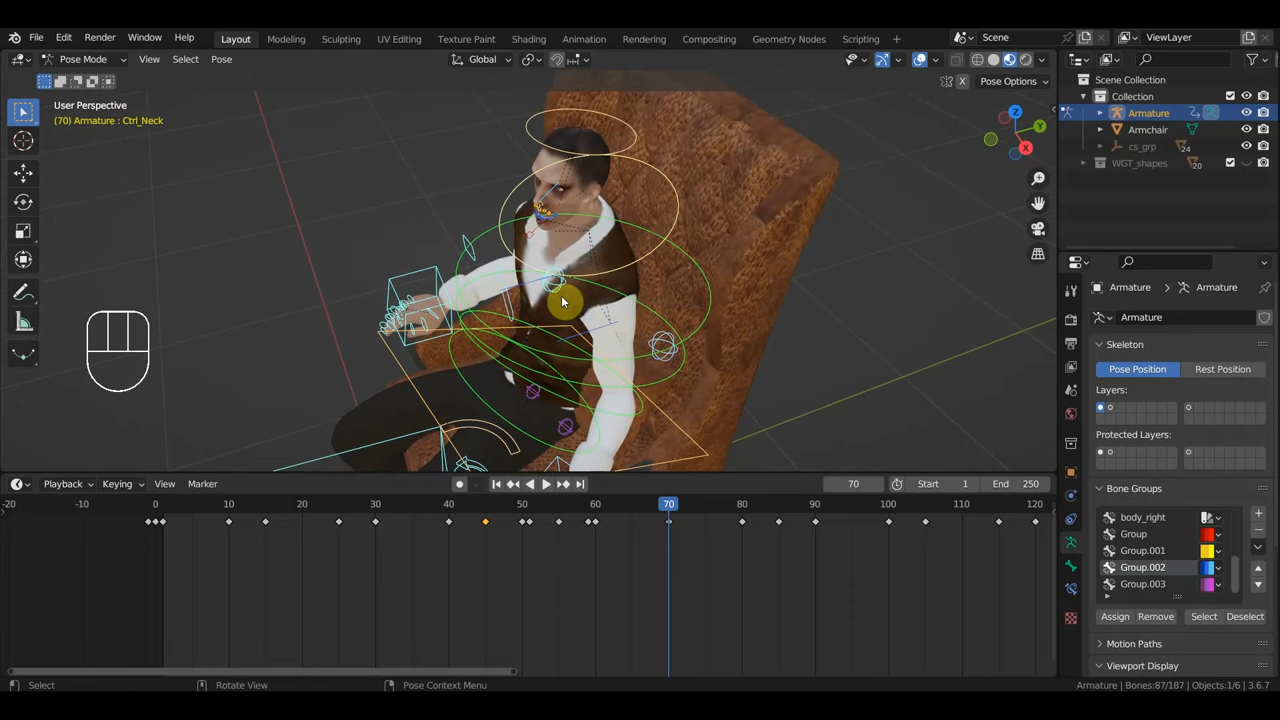 File Edit Render Window Help Layout Modeling Sculpting UV Editing Texture Paint Shading Animation Rendering Compositing Geometry Nodes Scripting + Scene ViewLayer
Pose Mode View Select Pose Global
X Pose Options
User Perspective
(70) Armature : Ctrl_Neck
Z
Y
X
Scene Collection
Collection
Armature
Armchair
cs_grp 24
WGT_shapes 20
Armature Armature
Armature
Skeleton
Pose Position Rest Position
Layers:
Protected Layers:
Bone Groups
body_right
Group
Group.001
Group.002
Group.003
Assign Remove Select Deselect
Motion Paths
Viewport Display
Playback Keying View Marker 70 Start 1 End 250
-20 -10 0 10 20 30 40 50 60 70 80 90 100 110 120
Select Rotate View Pose Context Menu Armature | Bones:87/187 | Objects:1/6 | 3.6.7